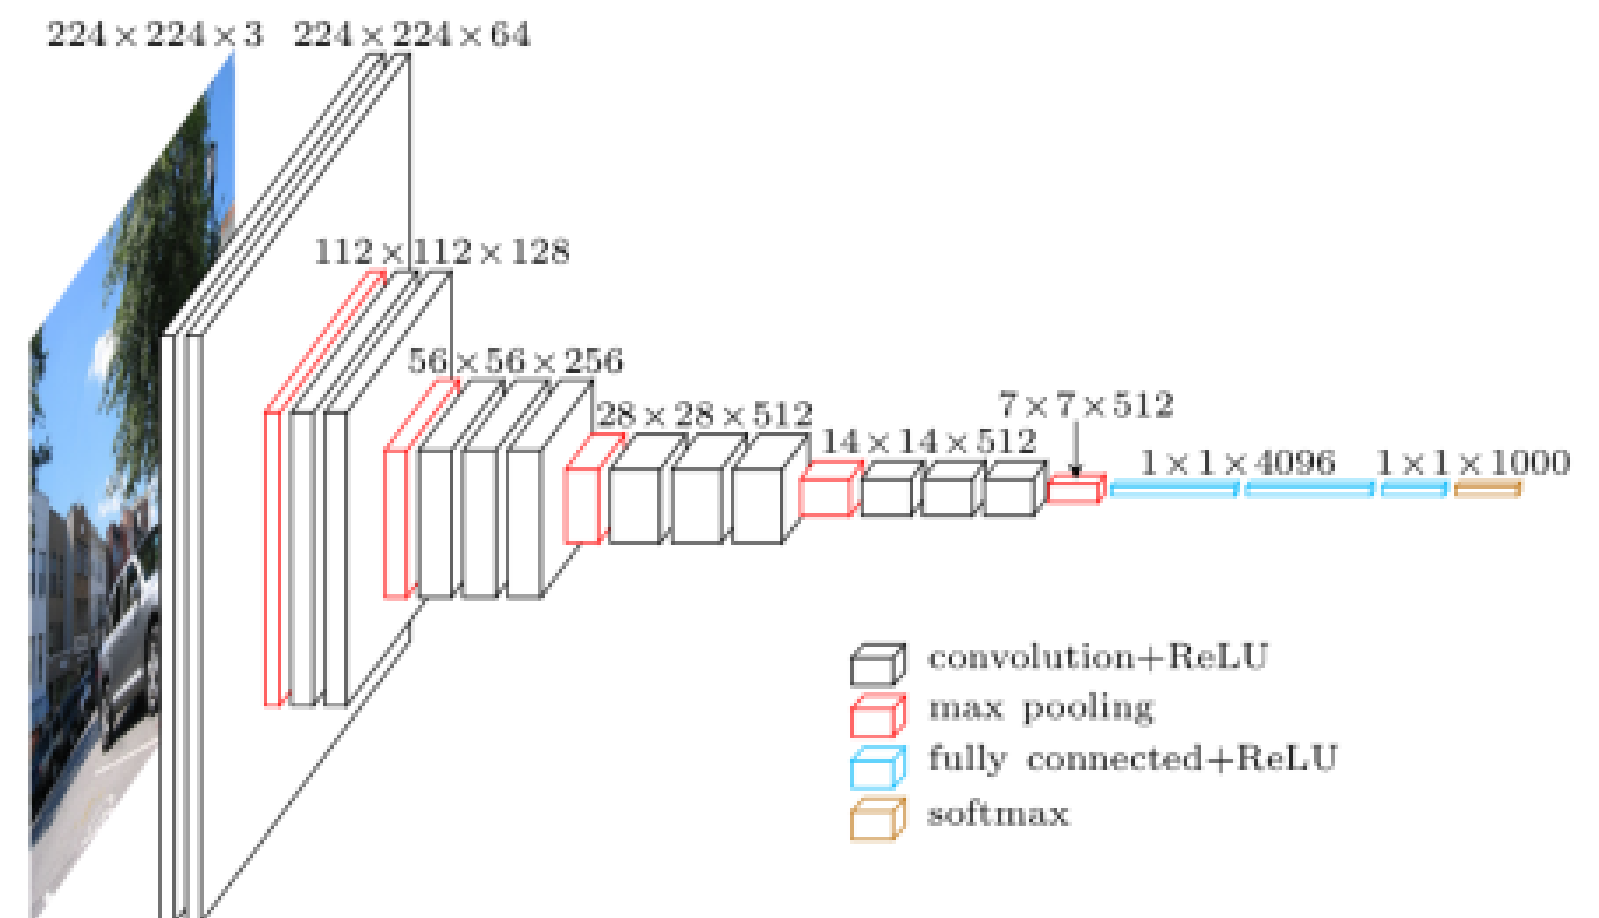 224 × 224 × 3
224 × 224 × 64
112 × 112 × 128
56 × 56 × 256
28 × 28 × 512
14 × 14 × 512
7 × 7 × 512
1 × 1 × 4096
1 × 1 × 1000
convolution+ReLU
max pooling
fully connected+ReLU
softmax